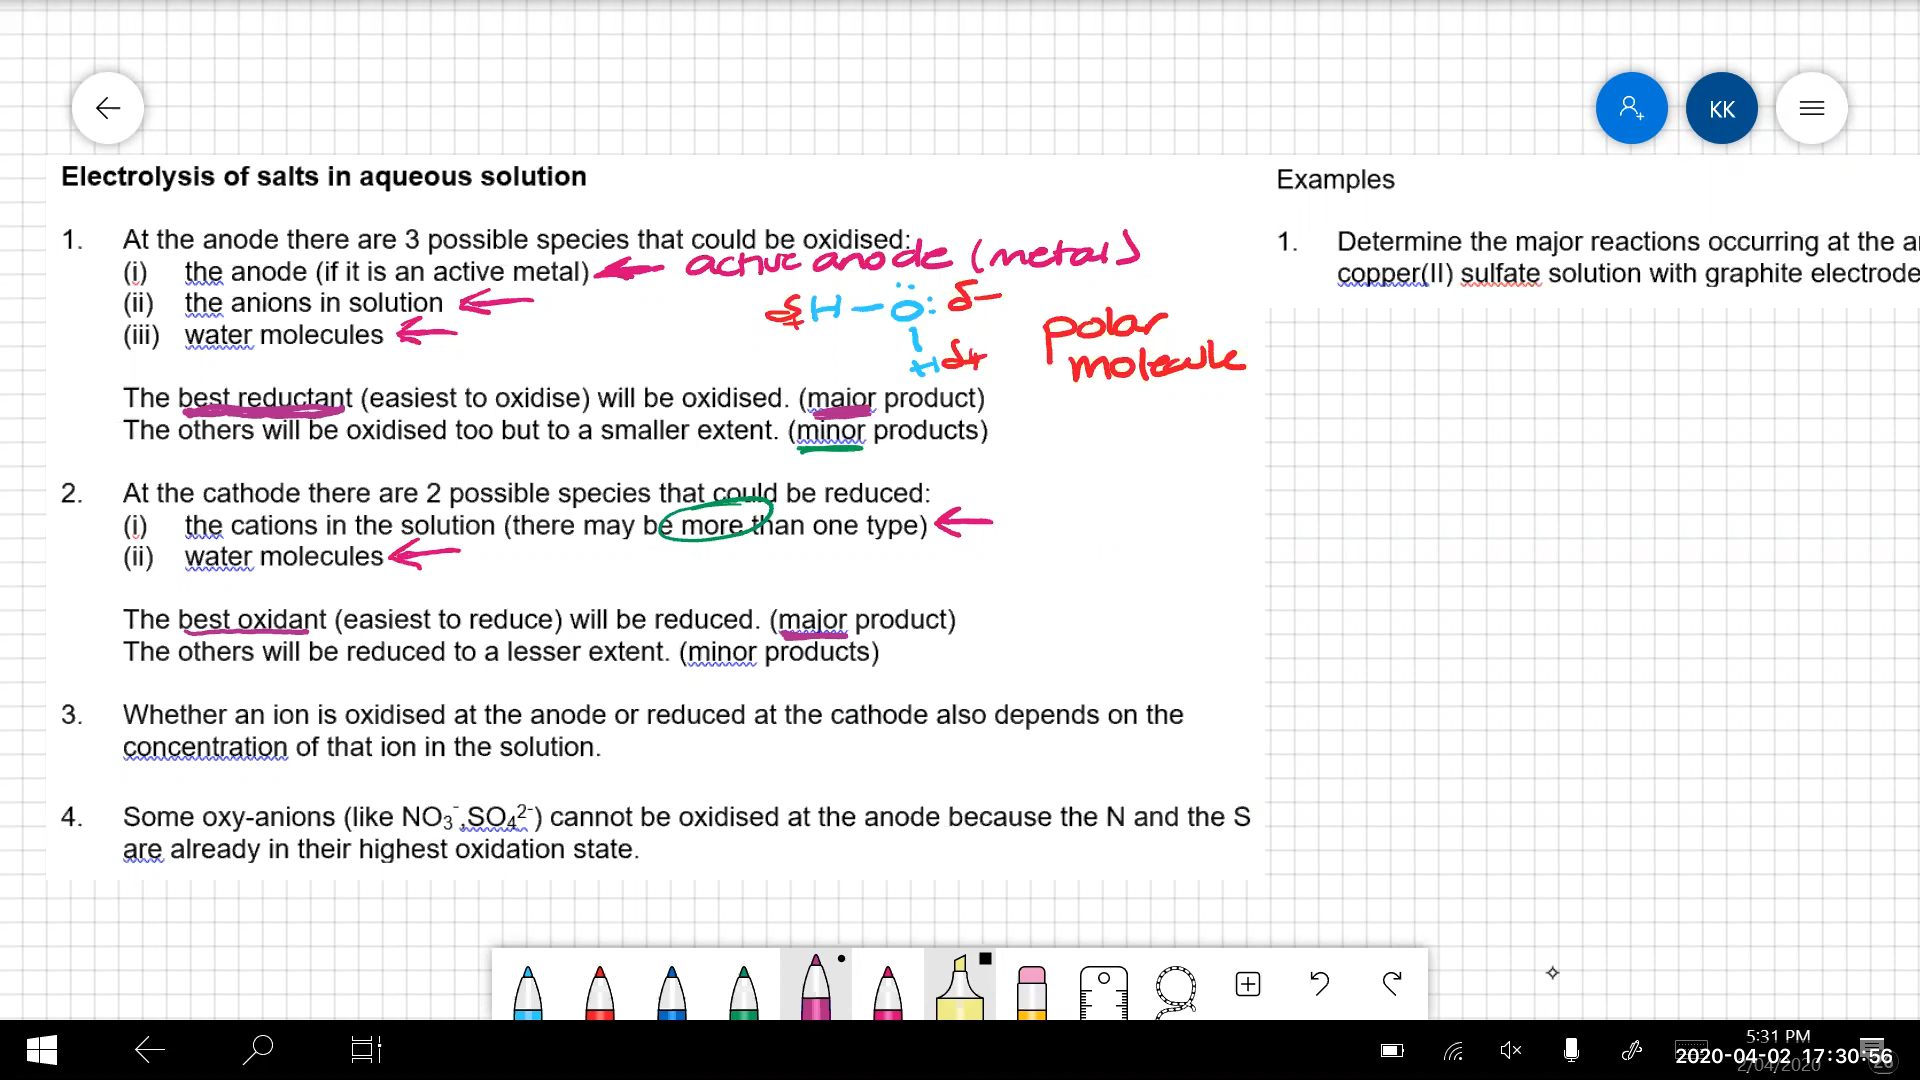 KK
Electrolysis of salts in aqueous solution
1. At the anode there are 3 possible species that could be oxidised:
(i) the anode (if it is an active metal) active anode (metal)
(ii) the anions in solution
(iii) water molecules
δ+ H – O: δ-
H δ+
polar
molecule
The best reductant (easiest to oxidise) will be oxidised. (major product)
The others will be oxidised too but to a smaller extent. (minor products)
2. At the cathode there are 2 possible species that could be reduced:
(i) the cations in the solution (there may be more than one type)
(ii) water molecules
The best oxidant (easiest to reduce) will be reduced. (major product)
The others will be reduced to a lesser extent. (minor products)
3. Whether an ion is oxidised at the anode or reduced at the cathode also depends on the
concentration of that ion in the solution.
4. Some oxy-anions (like NO₃⁻,SO₄²⁻) cannot be oxidised at the anode because the N and the S
are already in their highest oxidation state.
Examples
1. Determine the major reactions occurring at the
copper(II) sulfate solution with graphite electrode
5:31 PM
2020-04-02 17:30:56
2/04/2020